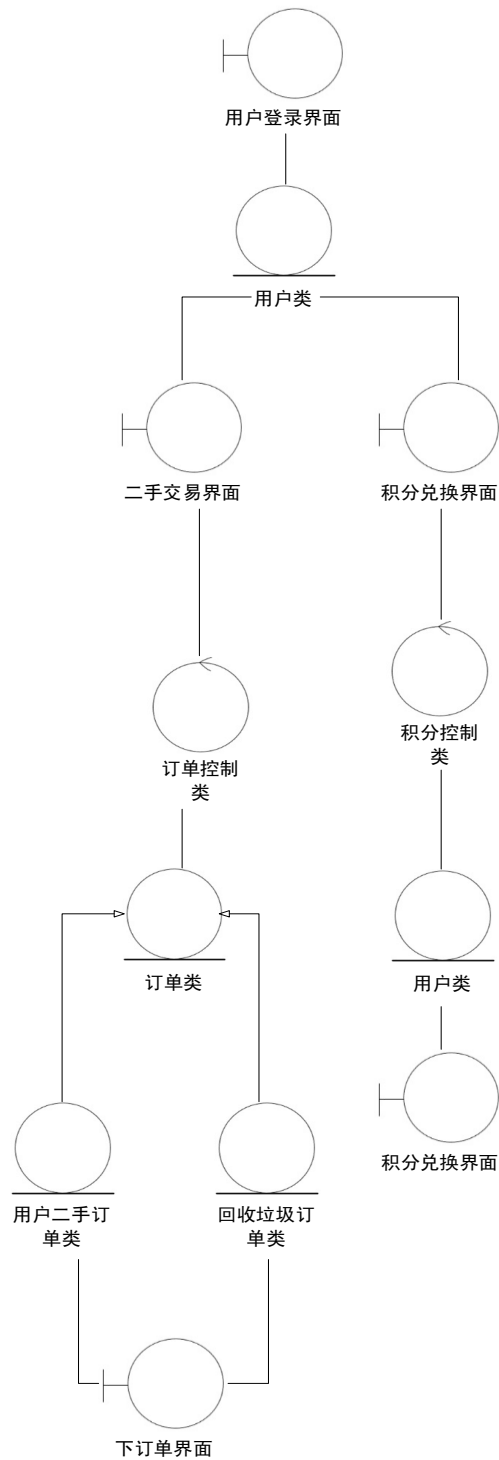 用户登录界面
用户类
二手交易界面
积分兑换界面
订单控制
类
积分控制
类
订单类
用户类
积分兑换界面
用户二手订
单类
回收垃圾订
单类
下订单界面